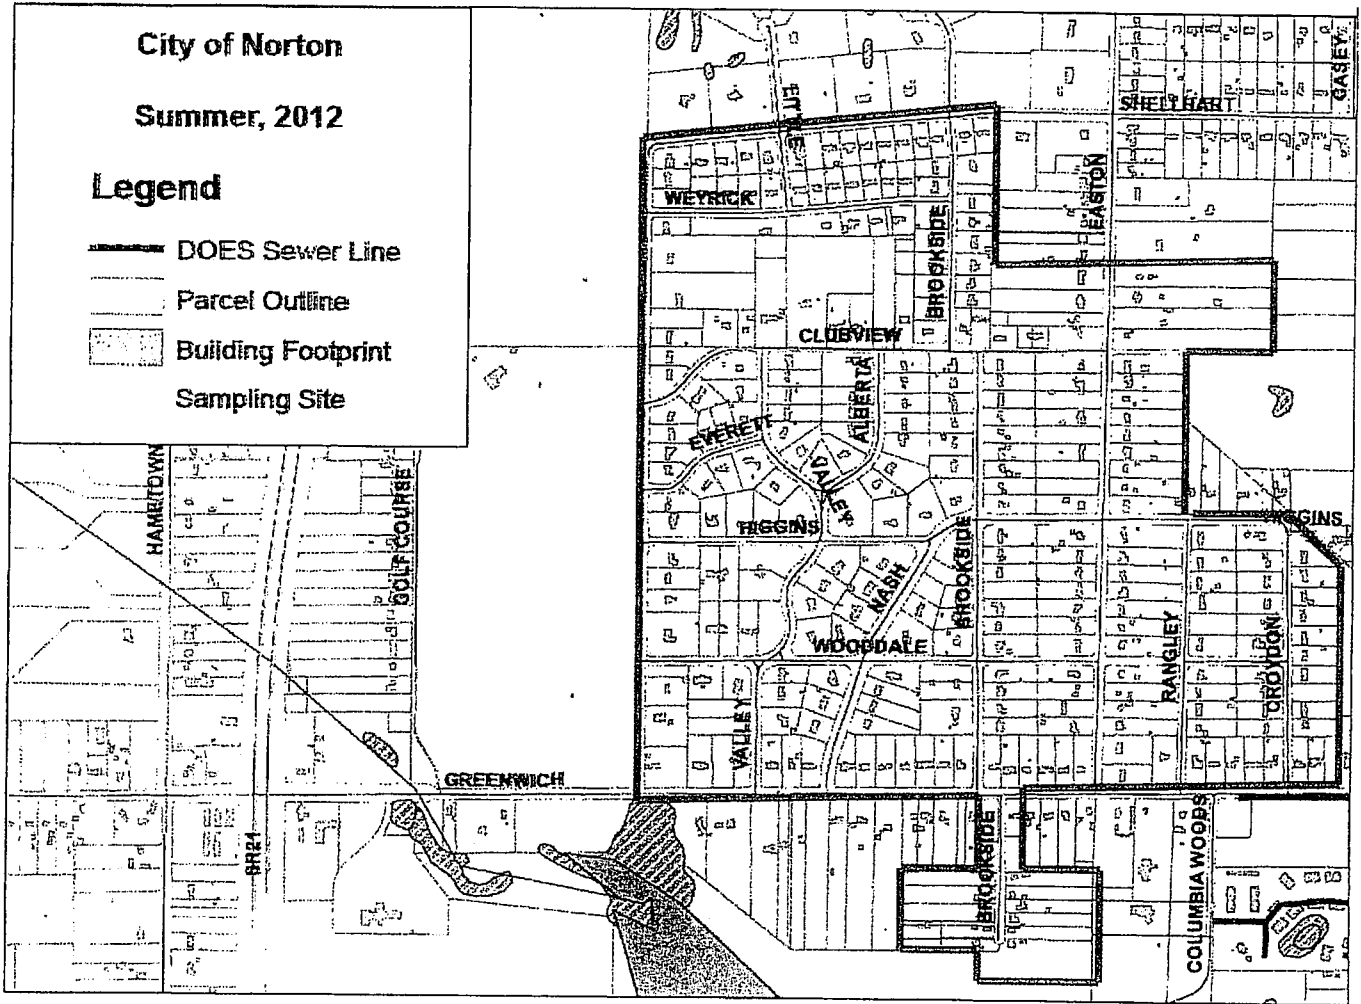 City of Norton
Summer, 2012
Legend
DOES Sewer Line
Parcel Outline
Building Footprint
Sampling Site
CASEY
SHELLHART
EASTON
WEYRICK
BROOKSIDE
CLUBVIEW
ALBERTA
EVERETT
HIGGINS
HIGGINS
HAMETOWN
GOLF COURSE
NASH
BROOKSIDE
WOODDALE
RANGLEY
CROYDON
VALLEY
GREENWICH
SR21
BROOKSIDE
COLUMBIA WOODS